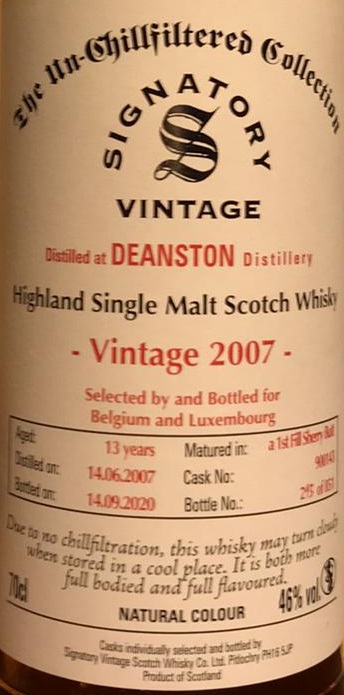 The Un-Chillfiltered Collection
SIGNATORY
S
VINTAGE
Distilled at DEANSTON Distillery
Highland Single Malt Scotch Whisky
- Vintage 2007 -
Selected by and Bottled for
Belgium and Luxembourg
Aged: 13 years Matured in: a 1st Fill Sherry Butt
Distilled on: 14.06.2007 Cask No: 900143
Bottled on: 14.09.2020 Bottle No.: of
Due to no chillfiltration, this whisky may turn cloudy
when stored in a cool place. It is both more
full bodied and full flavoured.
70cl NATURAL COLOUR 46% vol. S
Casks individually selected and bottled by
Signatory Vintage Scotch Whisky Co. Ltd. Pitlochry PH16 5JP
Product of Scotland